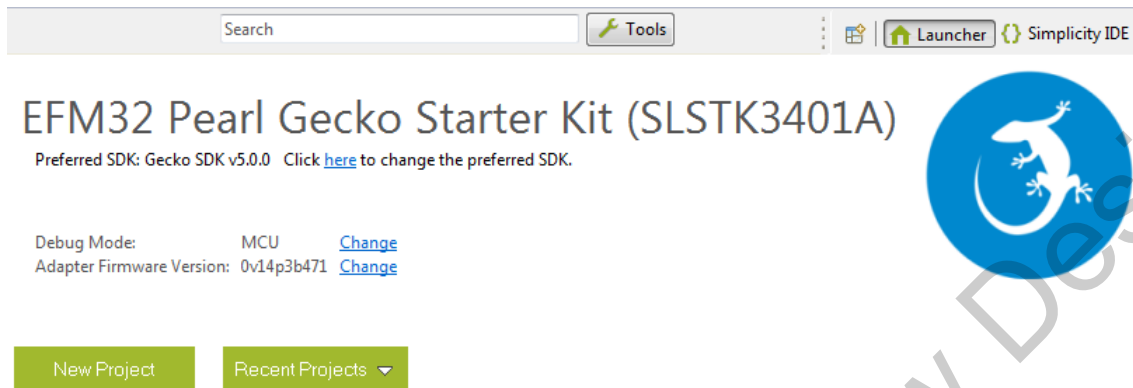 Search
Tools
Launcher
Simplicity IDE
EFM32 Pearl Gecko Starter Kit (SLSTK3401A)
Preferred SDK: Gecko SDK v5.0.0 Click here to change the preferred SDK.
Debug Mode: MCU Change
Adapter Firmware Version: 0v14p3b471 Change
New Project
Recent Projects